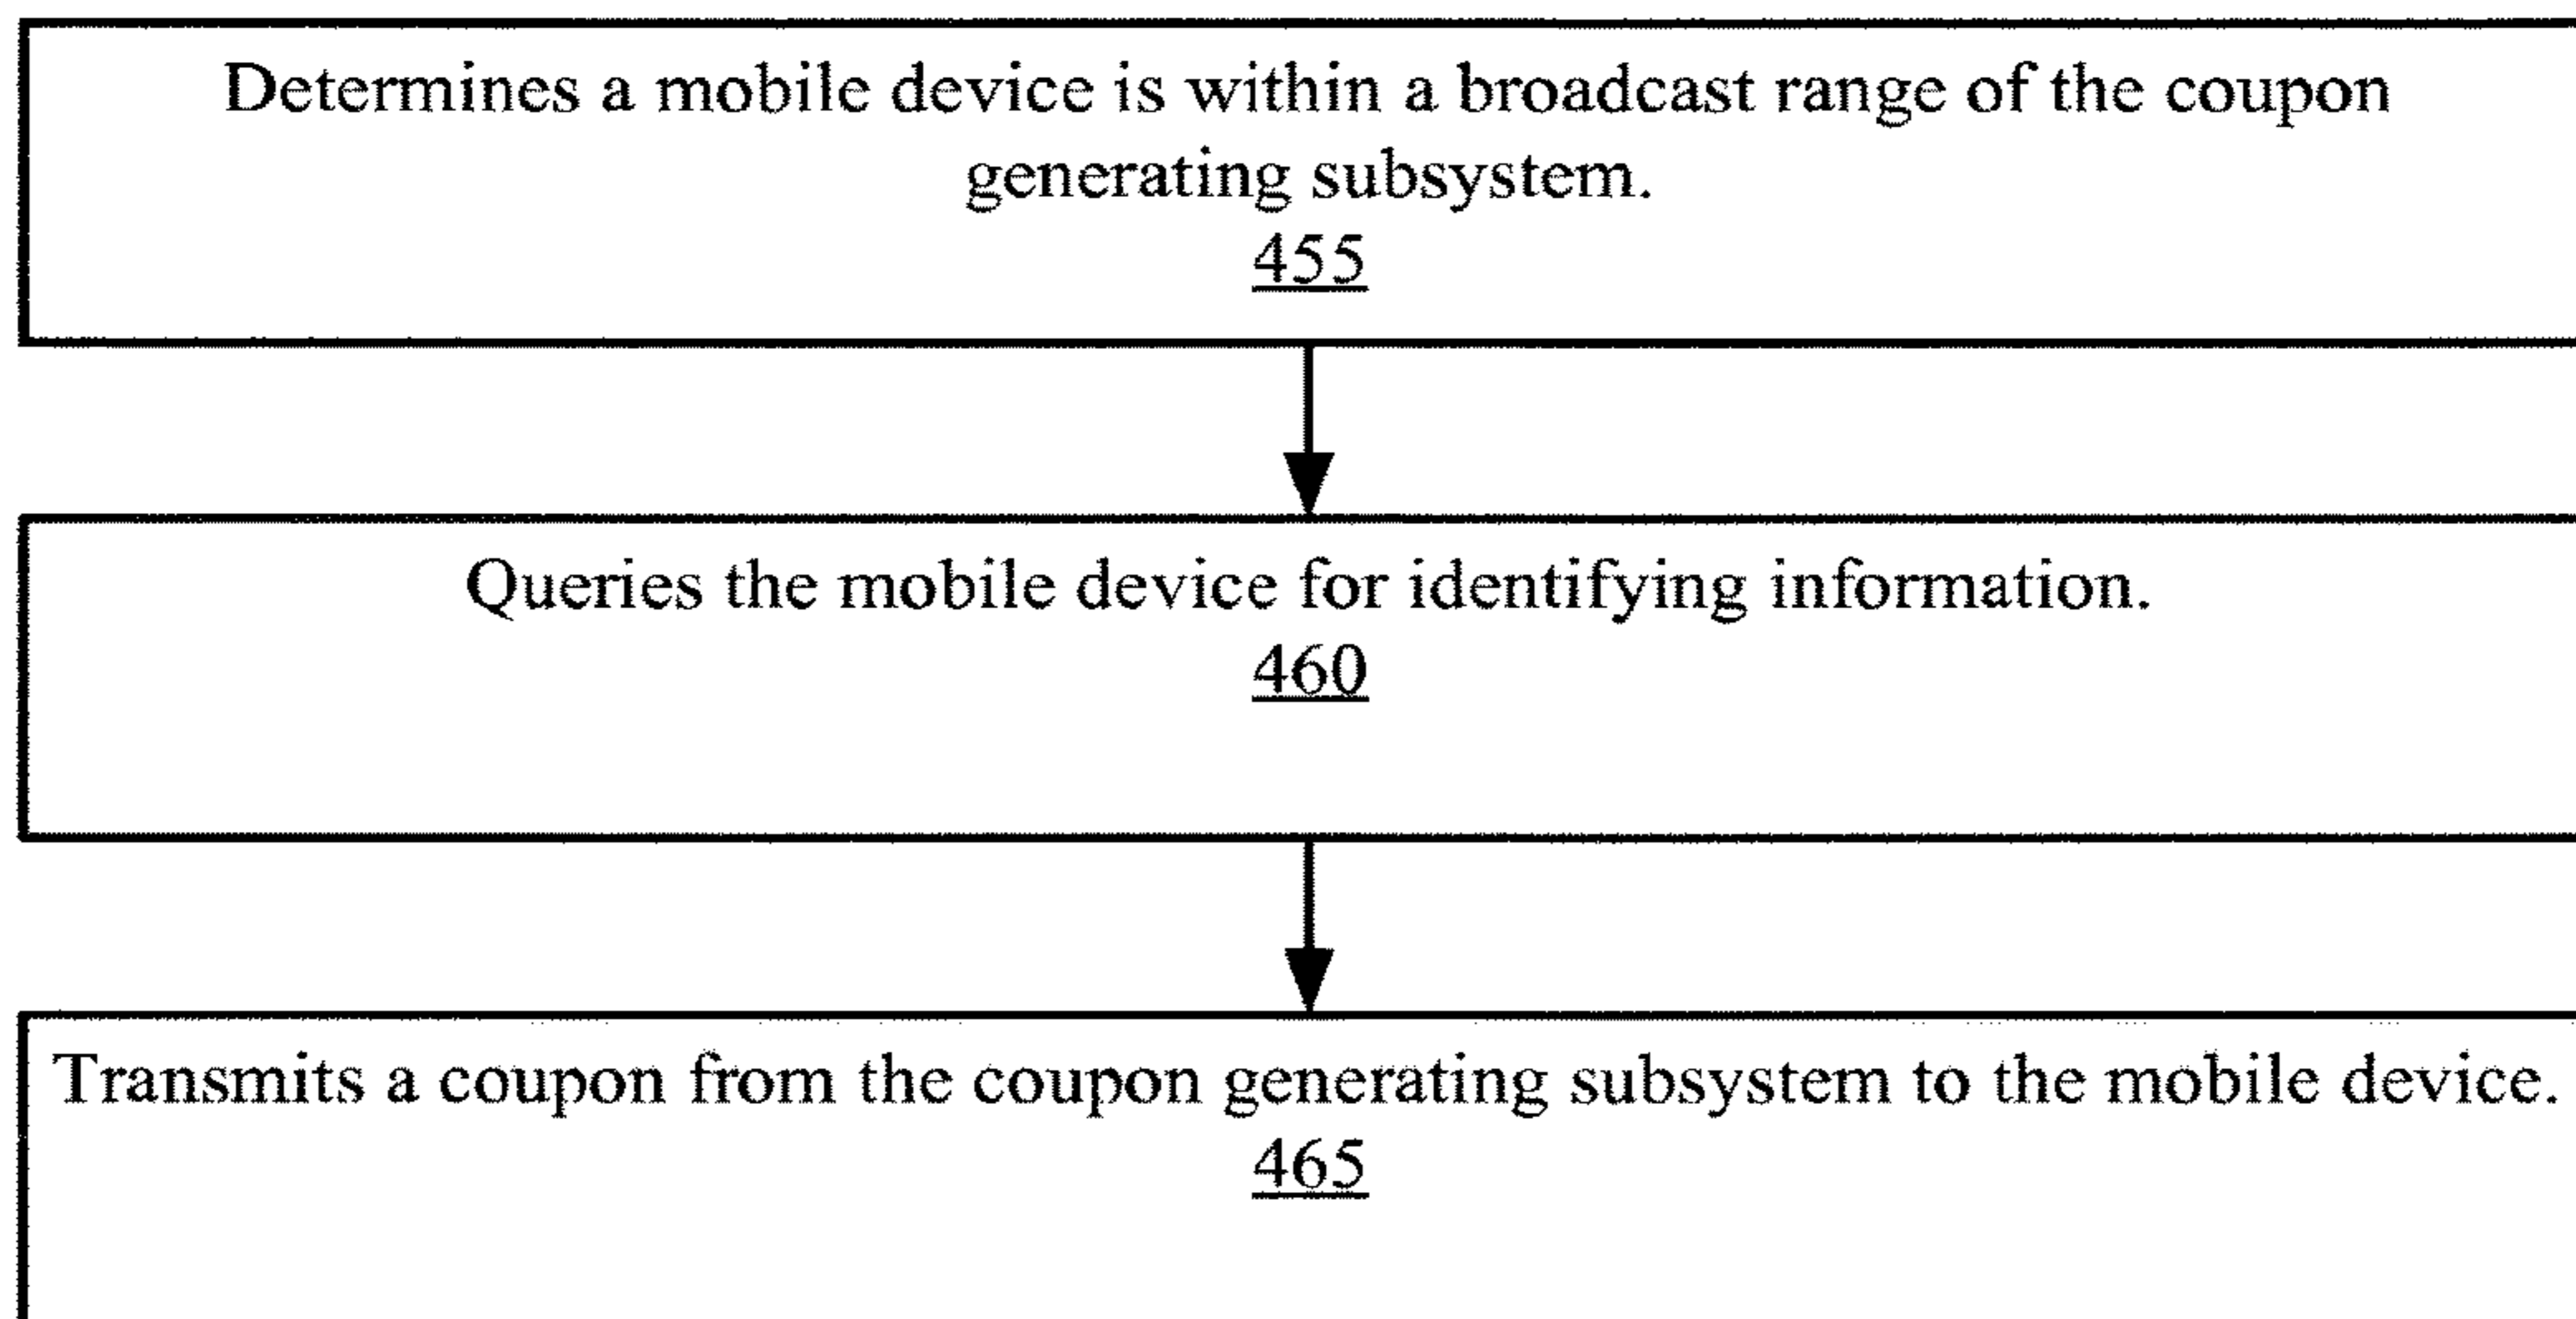 Determines a mobile device is within a broadcast range of the coupon
generating subsystem.
455
Queries the mobile device for identifying information.
460
Transmits a coupon from the coupon generating subsystem to the mobile device.
465